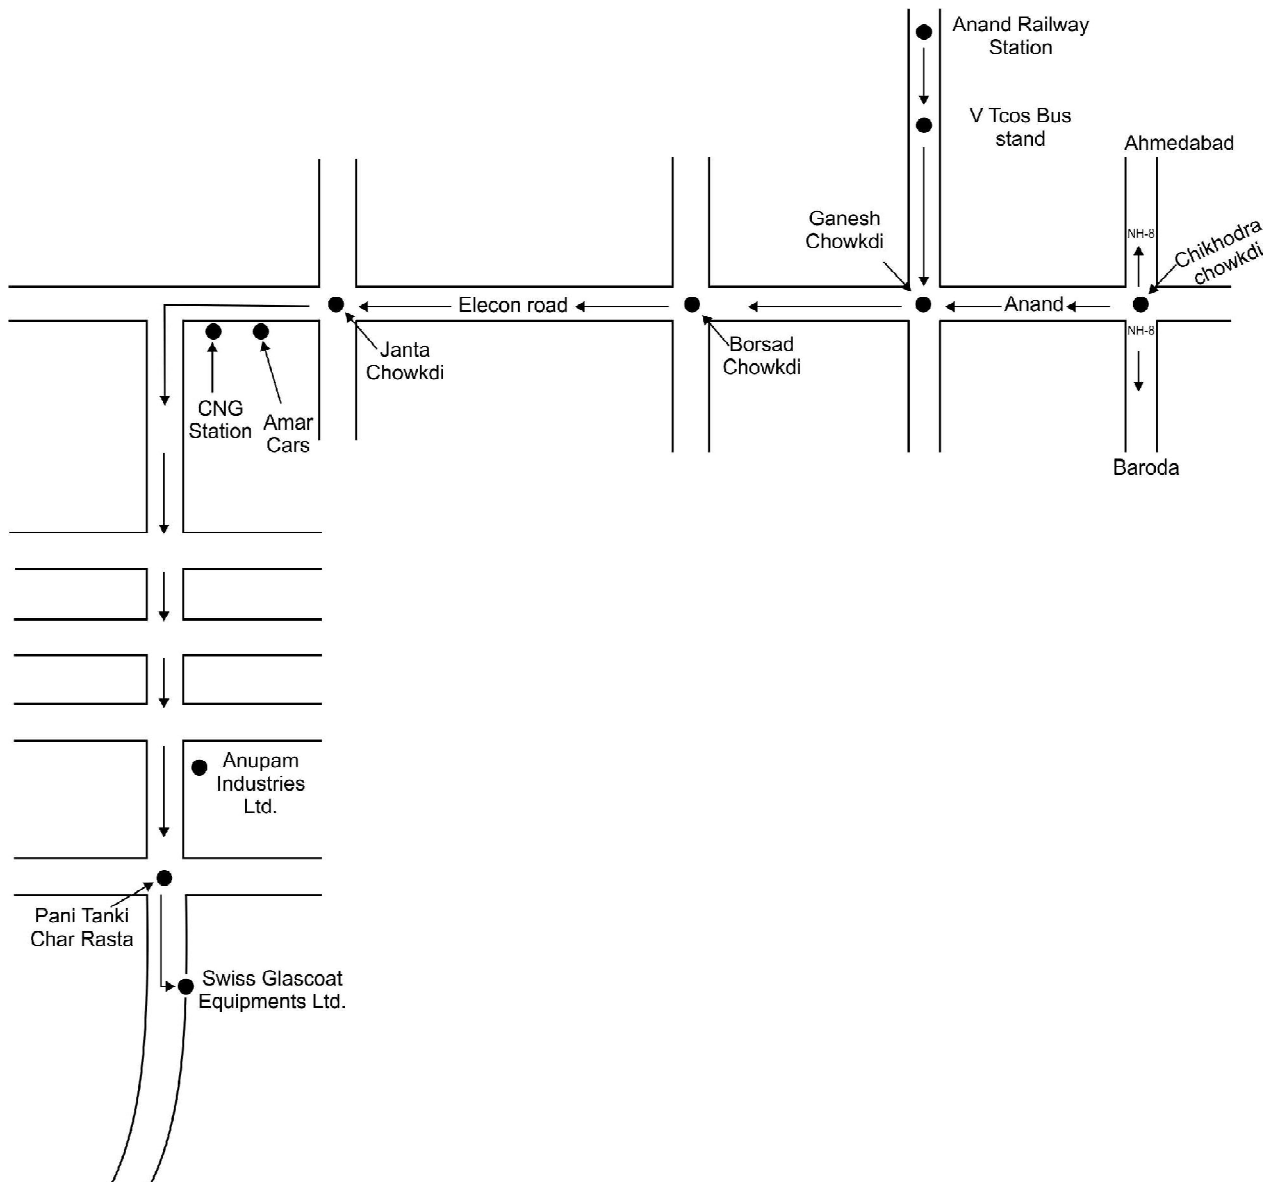 Anand Railway
Station
V Tcos Bus
stand
Ahmedabad
Ganesh
Chowkdi
NH-8
Chikhodra
chowkdi
Elecon road
Anand
NH-8
Janta
Chowkdi
Borsad
Chowkdi
CNG
Station
Amar
Cars
Baroda
Anupam
Industries
Ltd.
Pani Tanki
Char Rasta
Swiss Glascoat
Equipments Ltd.